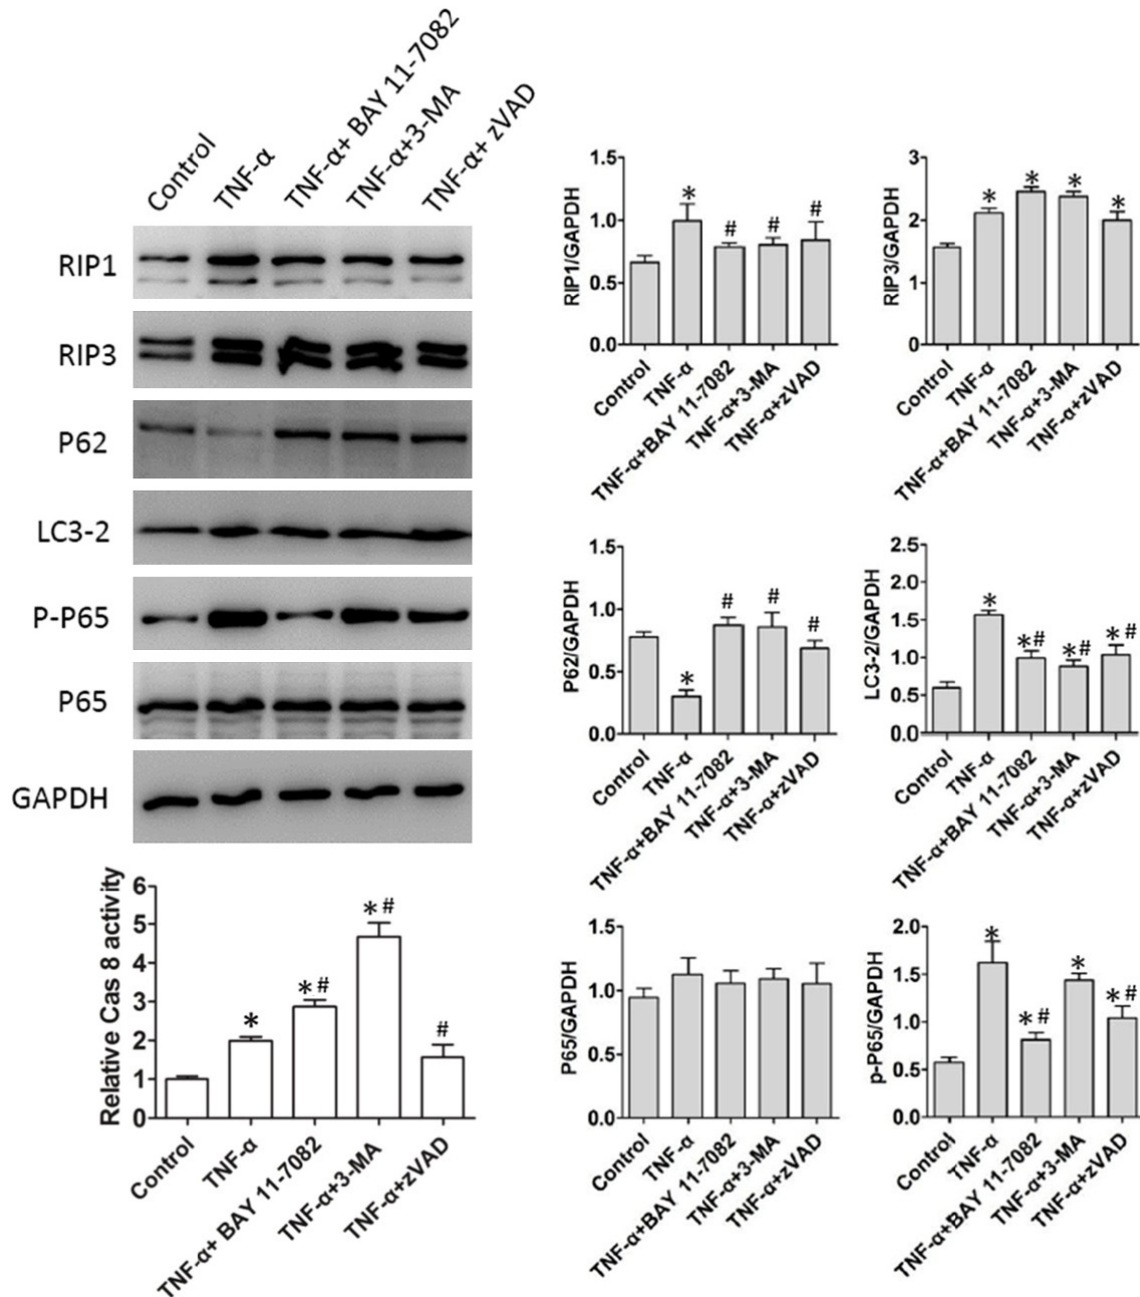 Control
TNF-α
TNF-α+ BAY 11-7082
TNF-α+3-MA
TNF-α+ zVAD
RIP1
RIP3
P62
LC3-2
P-P65
P65
GAPDH
RIP1/GAPDH
1.5
1.0
0.5
0.0
*
#
#
#
Control
TNF-α
TNF-α+BAY 11-7082
TNF-α+3-MA
TNF-α+zVAD
RIP3/GAPDH
3
2
1
0
*
*
*
*
Control
TNF-α
TNF-α+BAY 11-7082
TNF-α+3-MA
TNF-α+zVAD
P62/GAPDH
1.5
1.0
0.5
0.0
*
#
#
#
Control
TNF-α
TNF-α+BAY 11-7082
TNF-α+3-MA
TNF-α+zVAD
LC3-2/GAPDH
2.5
2.0
1.5
1.0
0.5
0.0
*
*#
*#
*#
Control
TNF-α
TNF-α+BAY 11-7082
TNF-α+3-MA
TNF-α+zVAD
Relative Cas 8 activity
6
5
4
3
2
1
0
*
*#
*#
#
Control
TNF-α
TNF-α+ BAY 11-7082
TNF-α+3-MA
TNF-α+zVAD
P65/GAPDH
1.5
1.0
0.5
0.0
Control
TNF-α
TNF-α+BAY 11-7082
TNF-α+3-MA
TNF-α+zVAD
p-P65/GAPDH
2.0
1.5
1.0
0.5
0.0
*
*#
*
*#
Control
TNF-α
TNF-α+BAY 11-7082
TNF-α+3-MA
TNF-α+zVAD